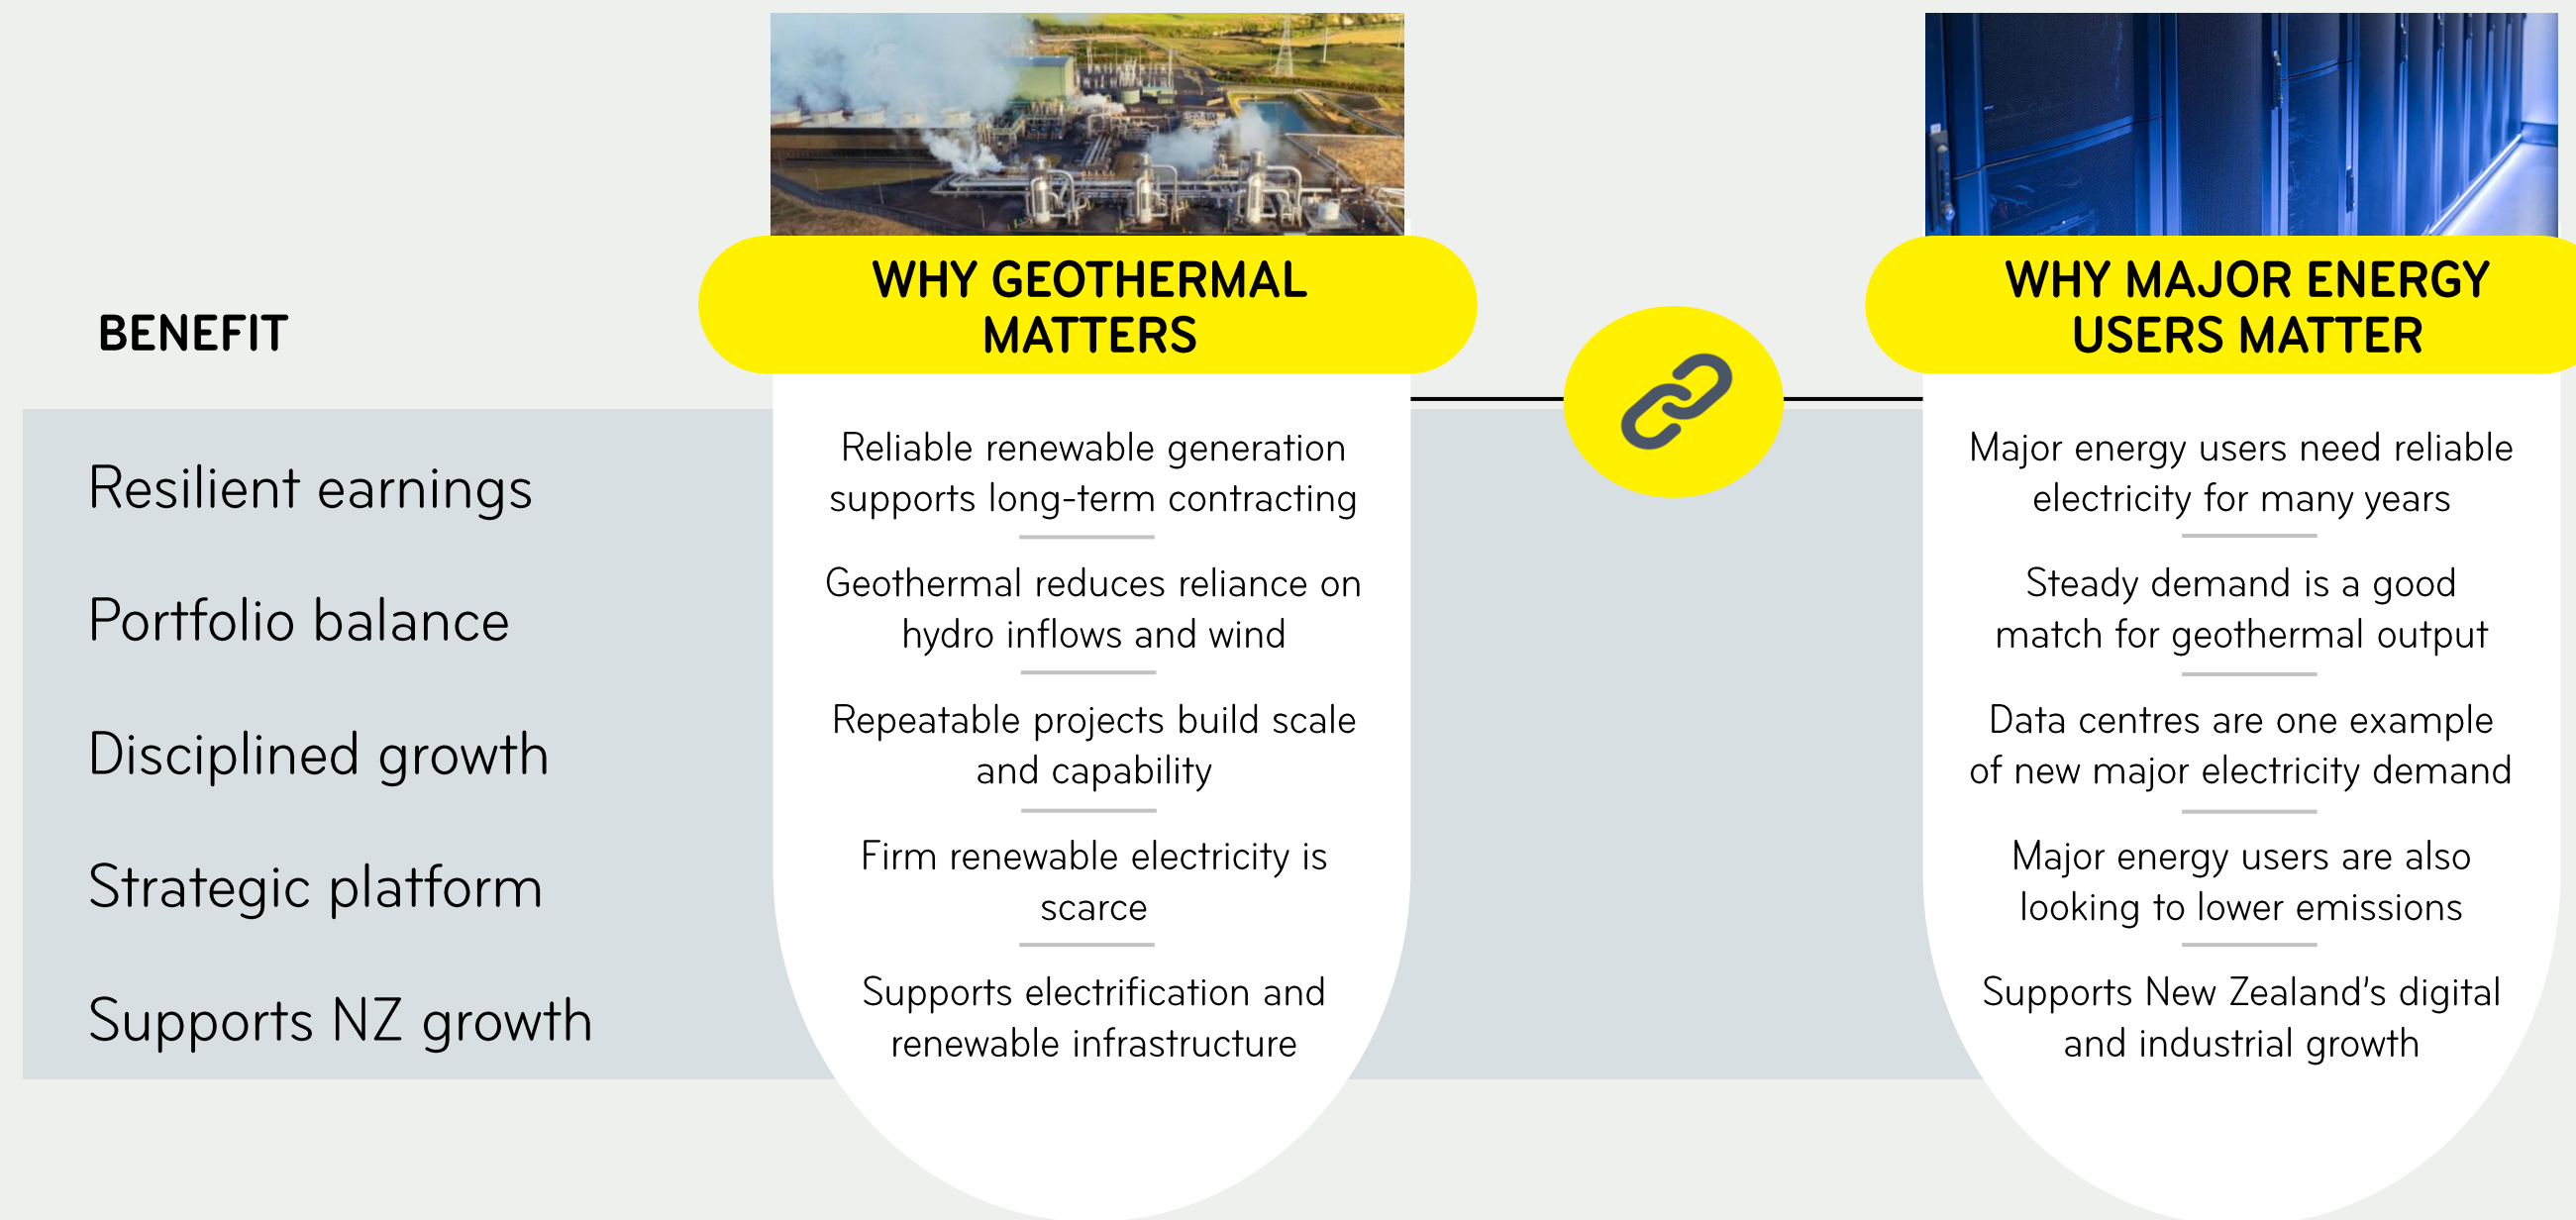 WHY GEOTHERMAL
MATTERS
WHY MAJOR ENERGY
USERS MATTER
BENEFIT
Resilient earnings
Reliable renewable generation
supports long-term contracting
Major energy users need reliable
electricity for many years
Portfolio balance
Geothermal reduces reliance on
hydro inflows and wind
Steady demand is a good
match for geothermal output
Disciplined growth
Repeatable projects build scale
and capability
Data centres are one example
of new major electricity demand
Strategic platform
Firm renewable electricity is
scarce
Major energy users are also
looking to lower emissions
Supports NZ growth
Supports electrification and
renewable infrastructure
Supports New Zealand's digital
and industrial growth